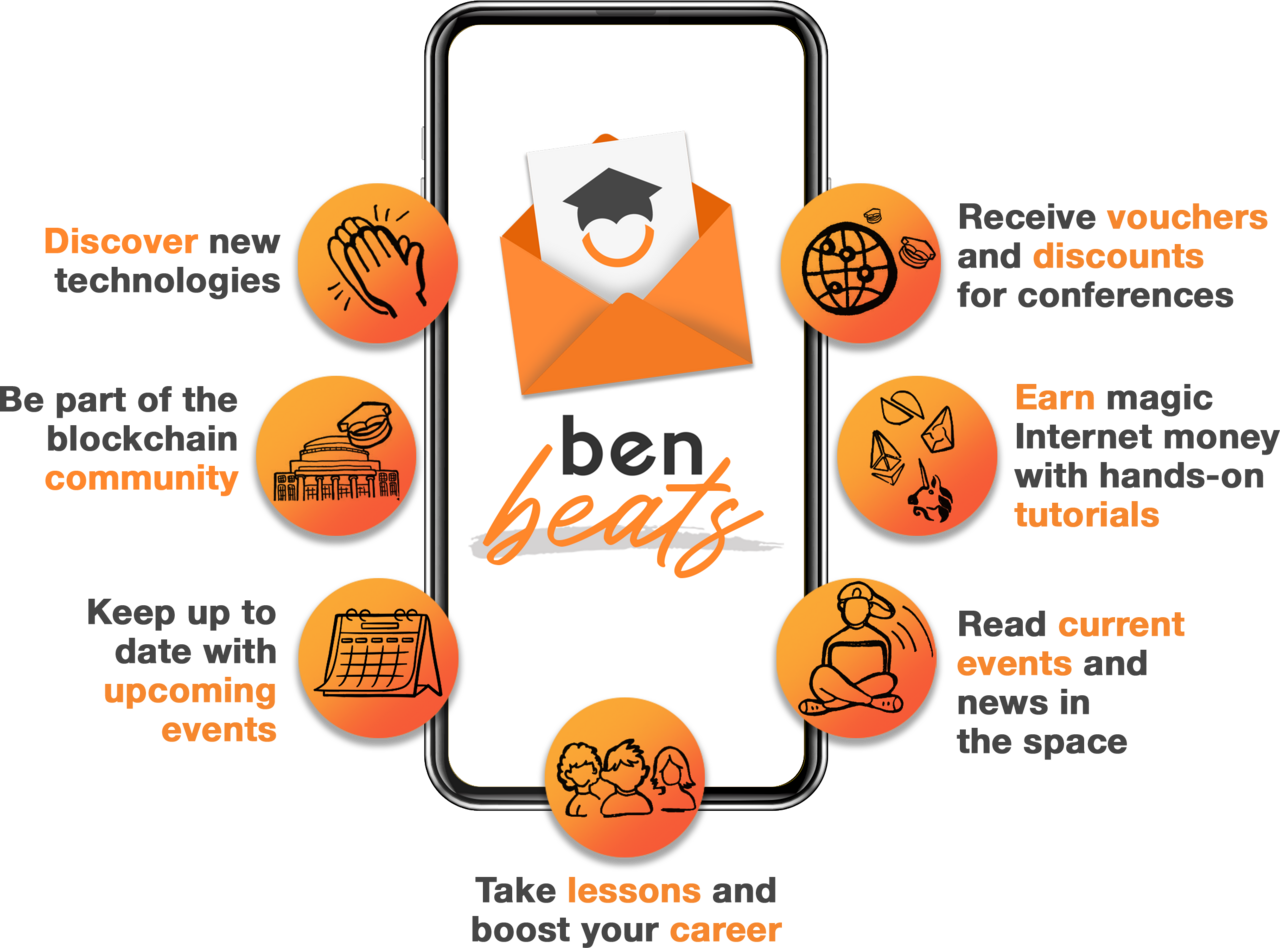 Discover new
technologies
Be part of the
blockchain
community
Keep up to
date with
upcoming
events
ben
beats
Receive vouchers
and discounts
for conferences
Earn magic
Internet money
with hands-on
tutorials
Read current
events and
news in
the space
Take lessons and
boost your career